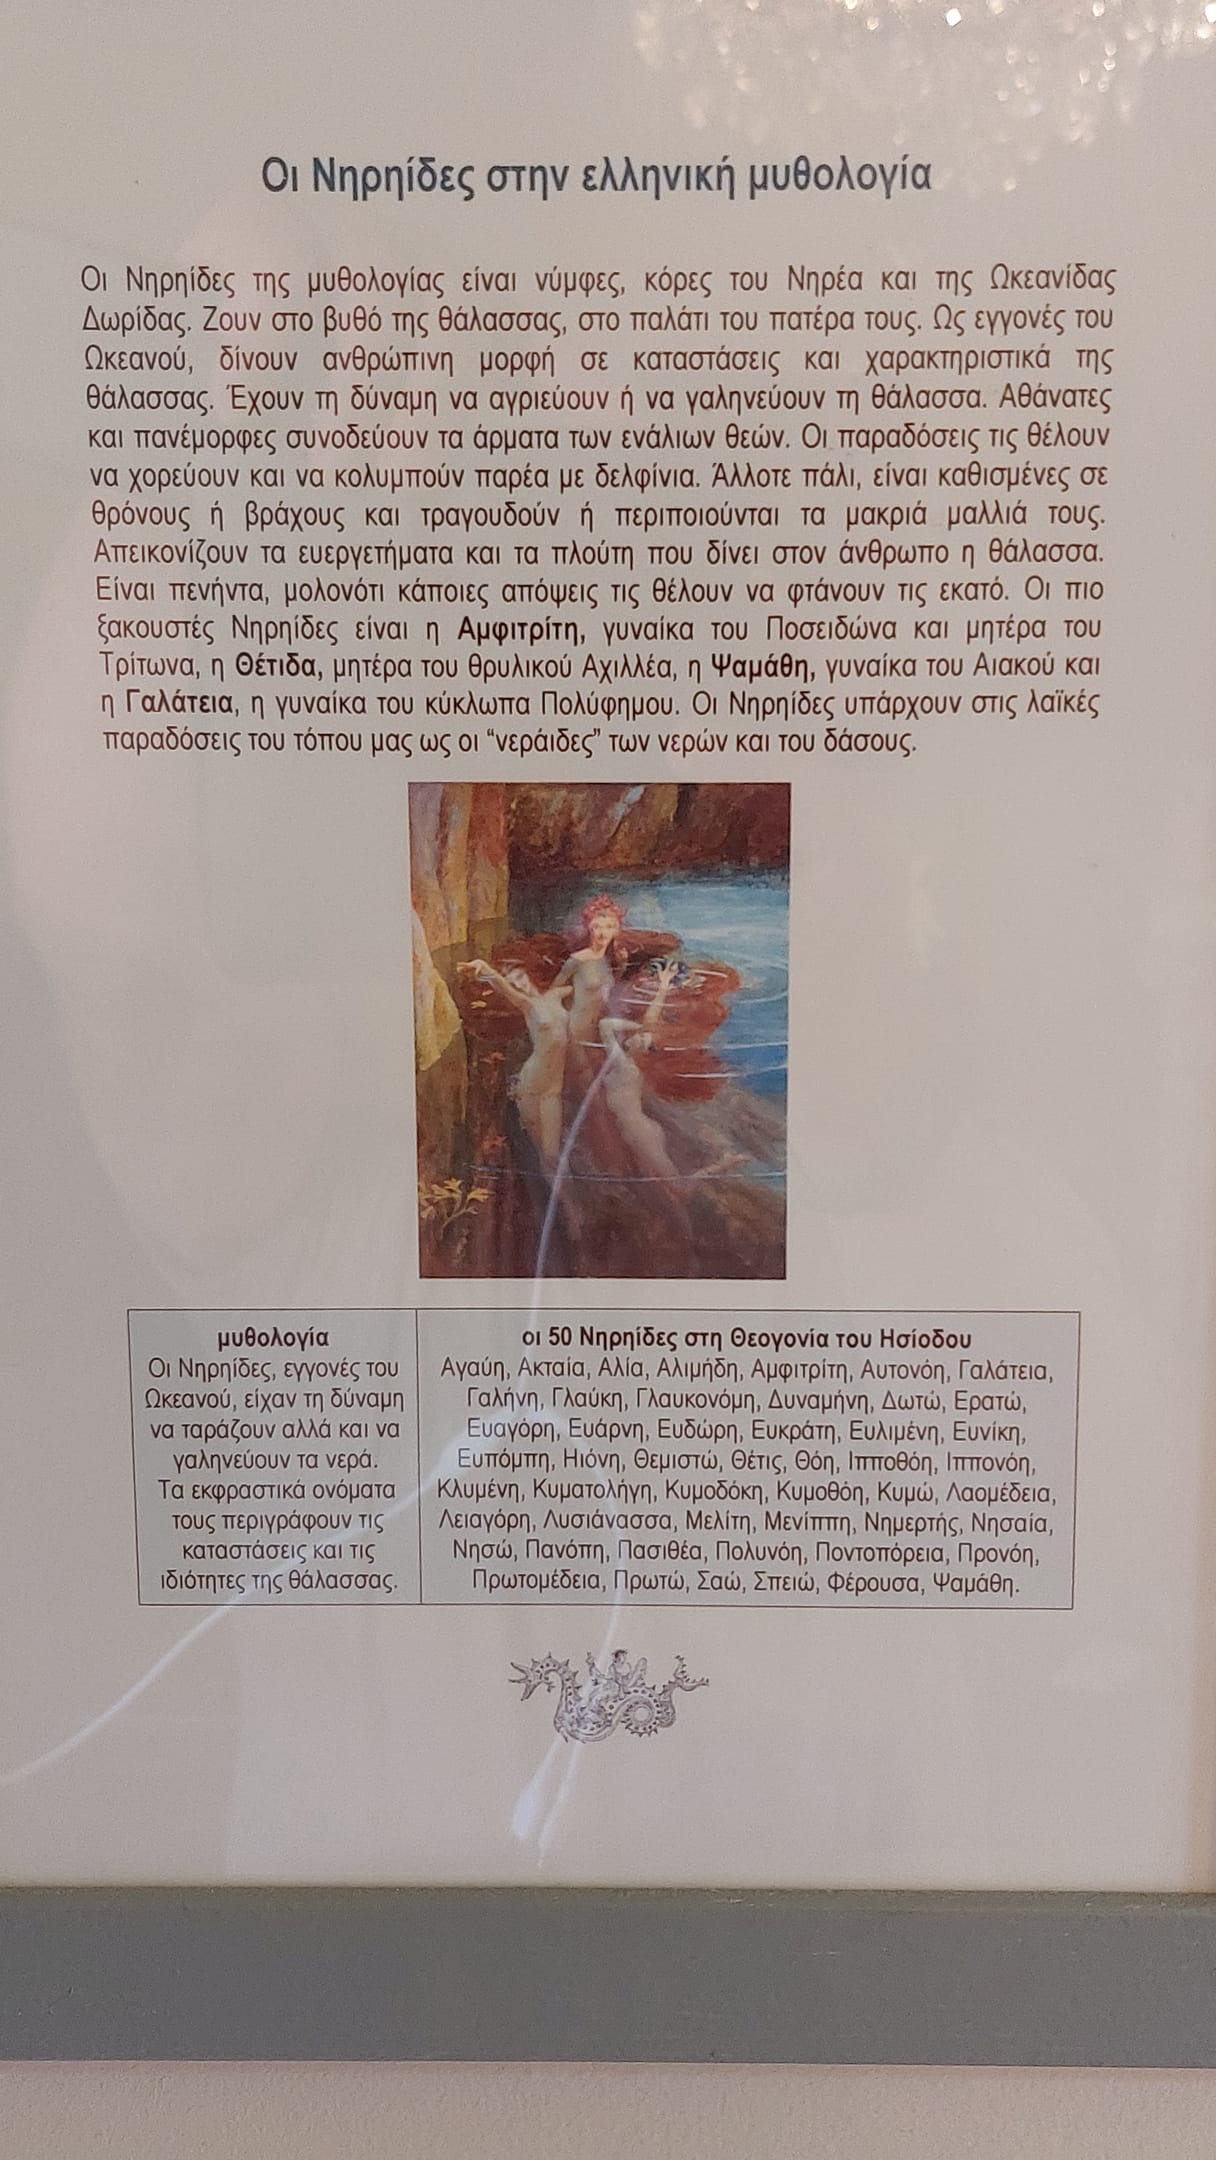 Οι Νηρηίδες στην ελληνική μυθολογία
Οι Νηρηίδες της μυθολογίας είναι νύμφες, κόρες του Νηρέα και της Ωκεανίδας
Δωρίδας. Ζουν στο βυθό της θάλασσας, στο παλάτι του πατέρα τους. Ως εγγονές του
Ωκεανού, δίνουν ανθρώπινη μορφή σε καταστάσεις και χαρακτηριστικά της
θάλασσας. Έχουν τη δύναμη να αγριεύουν ή να γαληνεύουν τη θάλασσα. Αθάνατες
και πανέμορφες συνοδεύουν τα άρματα των ενάλιων θεών. Οι παραδόσεις τις θέλουν
να χορεύουν και να κολυμπούν παρέα με δελφίνια. Άλλοτε πάλι, είναι καθισμένες σε
θρόνους ή βράχους και τραγουδούν ή περιποιούνται τα μακριά μαλλιά τους.
Απεικονίζουν τα ευεργετήματα και τα πλούτη που δίνει στον άνθρωπο η θάλασσα.
Είναι πενήντα, μολονότι κάποιες απόψεις τις θέλουν να φτάνουν τις εκατό. Οι πιο
ξακουστές Νηρηίδες είναι η Αμφιτρίτη, γυναίκα του Ποσειδώνα και μητέρα του
Τρίτωνα, η Θέτιδα, μητέρα του θρυλικού Αχιλλέα, η Ψαμάθη, γυναίκα του Αιακού και
η Γαλάτεια, η γυναίκα του κύκλωπα Πολύφημου. Οι Νηρηίδες υπάρχουν στις λαϊκές
παραδόσεις του τόπου μας ως οι “νεράιδες” των νερών και του δάσους.
μυθολογία
Οι Νηρηίδες, εγγονές του
Ωκεανού, είχαν τη δύναμη
να ταράζουν αλλά και να
γαληνεύουν τα νερά.
Τα εκφραστικά ονόματα
τους περιγράφουν τις
καταστάσεις και τις
ιδιότητες της θάλασσας.
οι 50 Νηρηίδες στη Θεογονία του Ησίοδου
Αγαύη, Ακταία, Αλία, Αλιμήδη, Αμφιτρίτη, Αυτονόη, Γαλάτεια,
Γαλήνη, Γλαύκη, Γλαυκονόμη, Δυναμήνη, Δωτώ, Ερατώ,
Ευαγόρη, Ευάρνη, Ευδώρη, Ευκράτη, Ευλιμένη, Ευνίκη,
Ευπόμπη, Ηιόνη, Θεμιστώ, Θέτις, Θόη, Ιπποθόη, Ιππονόη,
Κλυμένη, Κυματολήγη, Κυμοδόκη, Κυμοθόη, Κυμώ, Λαομέδεια,
Λειαγόρη, Λυσιάνασσα, Μελίτη, Μενίππη, Νημερτής, Νησαία,
Νησώ, Πανόπη, Πασιθέα, Πολυνόη, Ποντοπόρεια, Προνόη,
Πρωτομέδεια, Πρωτώ, Σαώ, Σπειώ, Φέρουσα, Ψαμάθη.